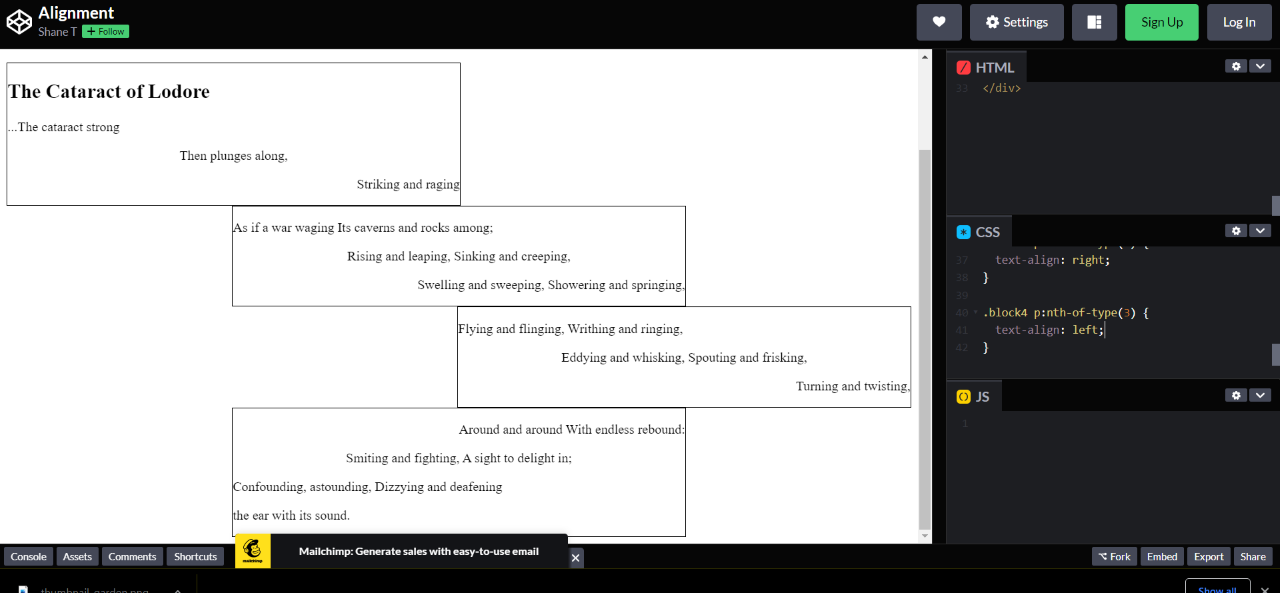 Alignment
Shane T + Follow
Settings
Sign Up
Log In
The Cataract of Lodore
...The cataract strong
Then plunges along,
Striking and raging
As if a war waging Its caverns and rocks among;
Rising and leaping, Sinking and creeping,
Swelling and sweeping, Showering and springing,
Flying and flinging, Writhing and ringing,
Eddying and whisking, Spouting and frisking,
Turning and twisting,
Around and around With endless rebound:
Smiting and fighting, A sight to delight in;
Confounding, astounding, Dizzying and deafening
the ear with its sound.
HTML
33 </div>
CSS
37 text-align: right;
38 }
39
40 .block4 p:nth-of-type(3) {
41 text-align: left;
42 }
JS
1
Console Assets Comments Shortcuts
Mailchimp: Generate sales with easy-to-use email
Fork Embed Export Share
Show all